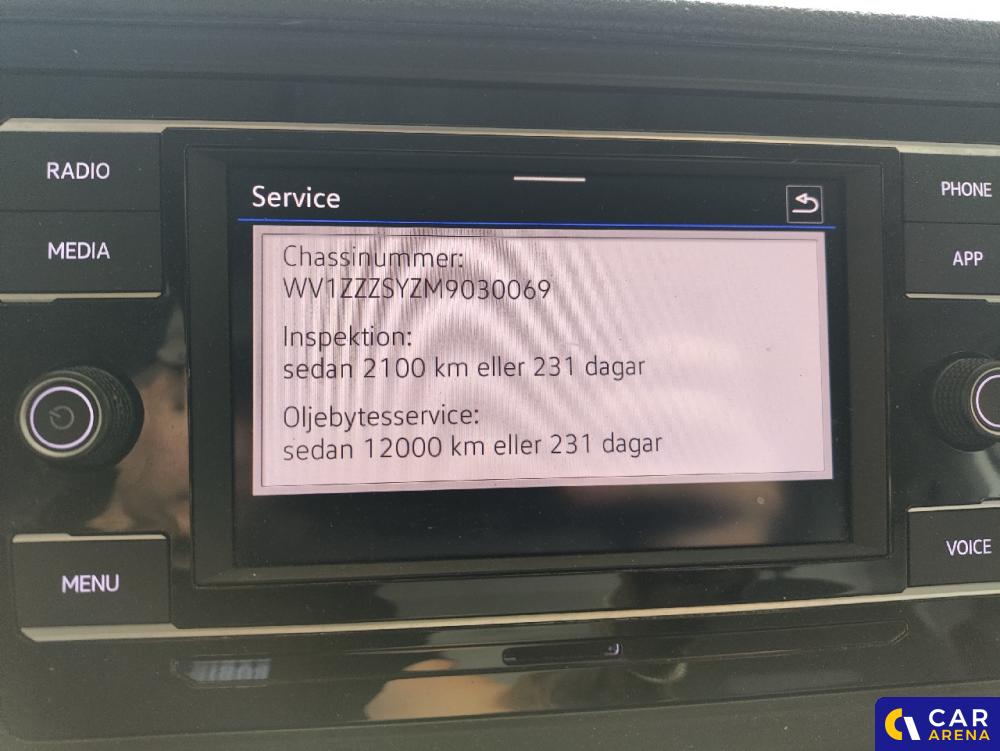 RADIO
MEDIA
MENU
Service
Chassinummer:
WV1ZZZSYZM9030069
Inspektion:
sedan 2100 km eller 231 dagar
Oljebytesservice:
sedan 12000 km eller 231 dagar
PHONE
APP
VOICE
CAR
ARENA